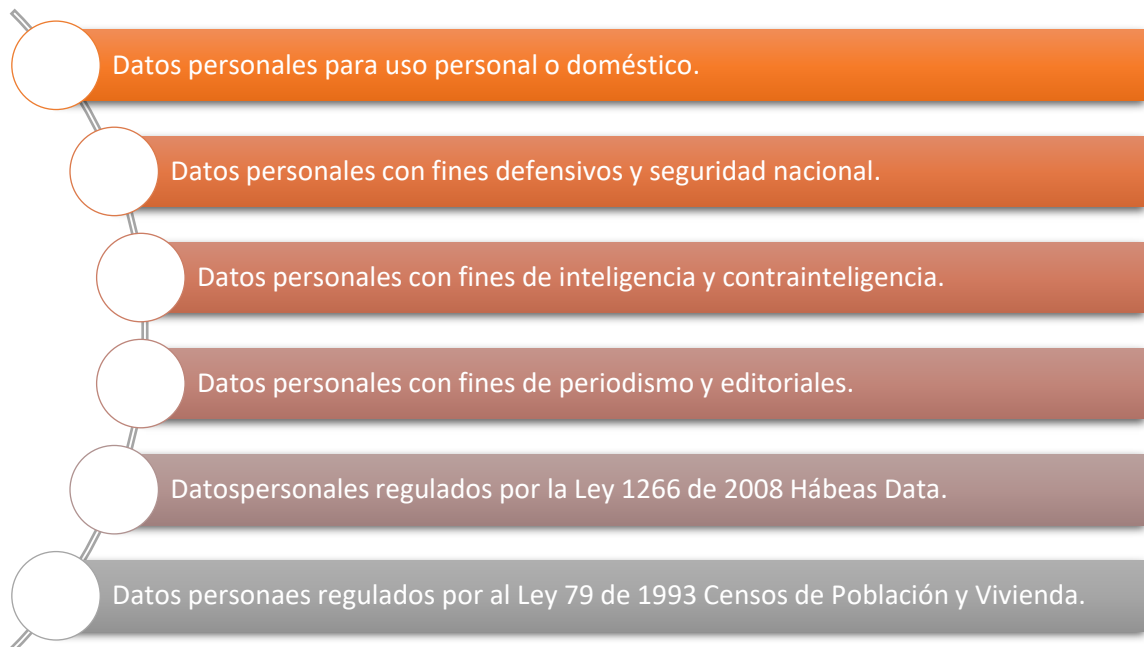 Datos personales para uso personal o doméstico.
Datos personales con fines defensivos y seguridad nacional.
Datos personales con fines de inteligencia y contrainteligencia.
Datos personales con fines de periodismo y editoriales.
Datospersonales regulados por la Ley 1266 de 2008 Hábeas Data.
Datos personaes regulados por al Ley 79 de 1993 Censos de Población y Vivienda.